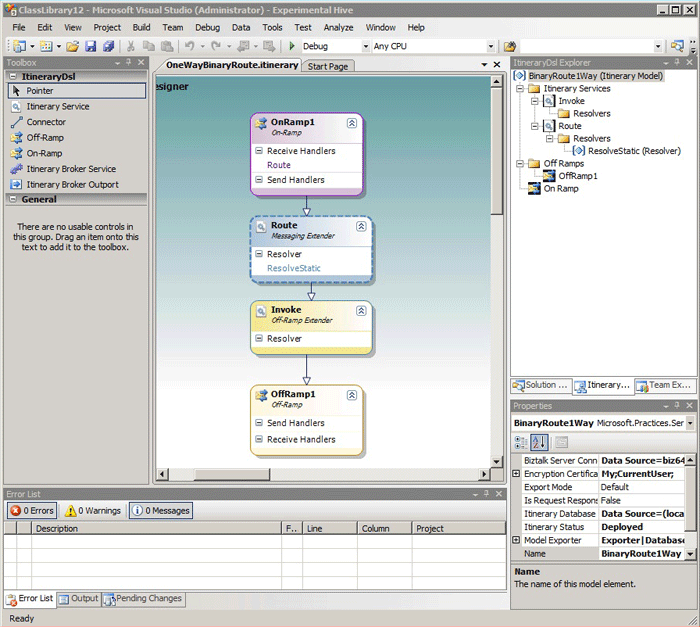 ClassLibrary12 - Microsoft Visual Studio (Administrator) - Experimental Hive
File Edit View Project Build Team Debug Data Tools Test Analyze Window Community Help
Debug Any CPU
Toolbox
ItineraryDsl
Pointer
Itinerary Service
Connector
Off-Ramp
On-Ramp
Itinerary Broker Service
Itinerary Broker Outport
General
There are no usable controls in
this group. Drag an item onto this
text to add it to the toolbox.
OneWayBinaryRoute.itinerary Start Page
esigner
OnRamp1
On-Ramp
Receive Handlers
Route
Send Handlers
Route
Messaging Extender
Resolver
ResolveStatic
Invoke
Off-Ramp Extender
Resolver
OffRamp1
Off-Ramp
Send Handlers
Receive Handlers
ItineraryDsl Explorer
BinaryRoute1Way (Itinerary Model)
Itinerary Services
Invoke
Resolvers
Route
Resolvers
ResolveStatic (Resolver)
Off Ramps
OffRamp1
On Ramp
Solution ... Itinerary... Team Ex...
Properties
BinaryRoute1Way Microsoft.Practices.Ser
Biztalk Server Conn Data Source=biz64
Encryption Certifica My;CurrentUser;
Export Mode Default
Is Request Respons False
Itinerary Database Data Source=(loca
Itinerary Status Deployed
Model Exporter Exporter|Database
Name BinaryRoute1Way
Name
The name of this model element.
Error List
0 Errors 0 Warnings 0 Messages
Description F... Line Column Project
Error List Output Pending Changes
Ready